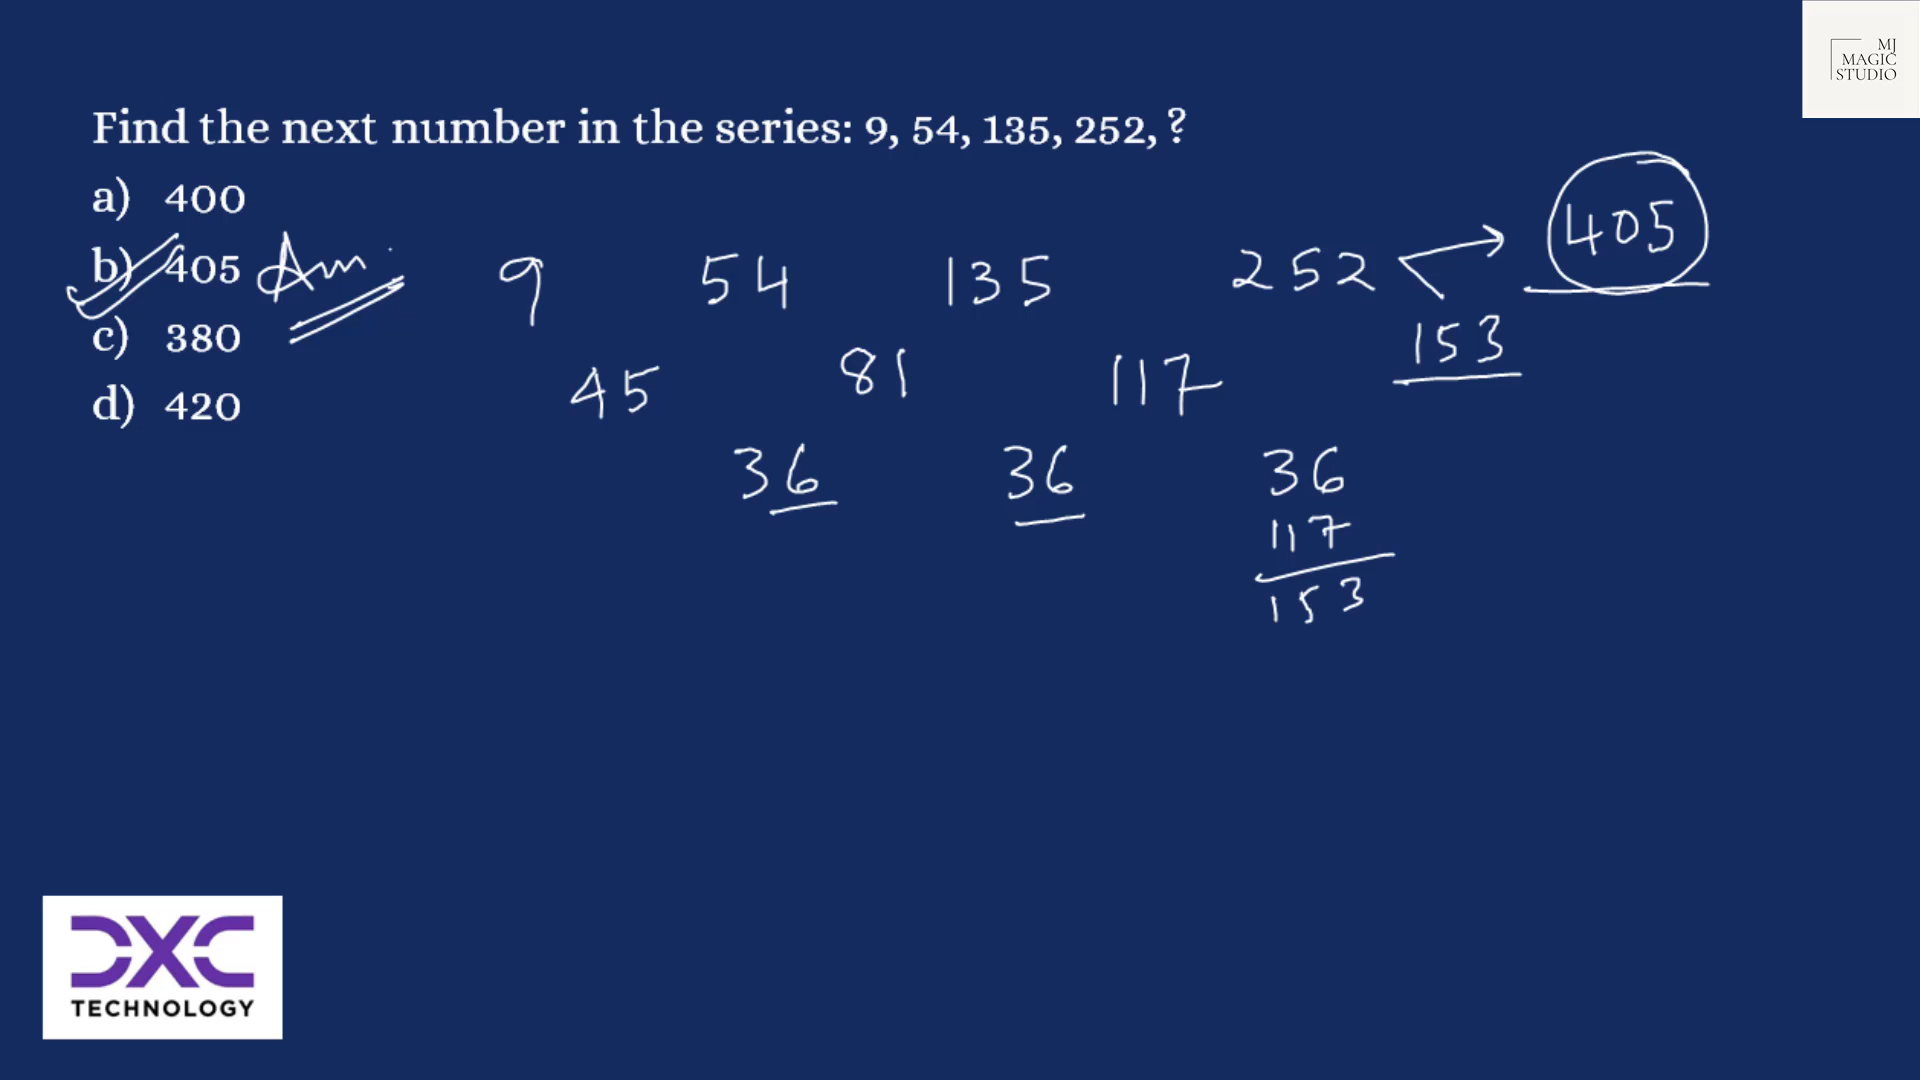 MJ
MAGIC
STUDIO
Find the next number in the series: 9, 54, 135, 252, ?
a) 400
b) 405 Ans
c) 380
d) 420
9 54 135 252 405
45 81 117 153
36 36 36
117
153
DXC
TECHNOLOGY